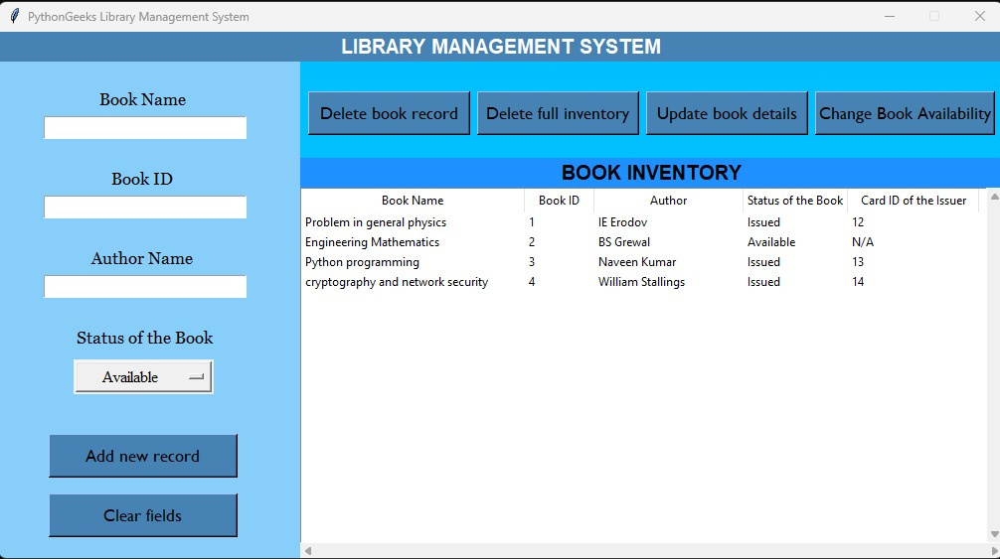 PythonGeeks Library Management System
LIBRARY MANAGEMENT SYSTEM
Book Name
Book ID
Author Name
Status of the Book
Available
Add new record
Clear fields
Delete book record Delete full inventory Update book details Change Book Availability
BOOK INVENTORY
Book Name Book ID Author Status of the Book Card ID of the Issuer
Problem in general physics 1 IE Erodov Issued 12
Engineering Mathematics 2 BS Grewal Available N/A
Python programming 3 Naveen Kumar Issued 13
cryptography and network security 4 William Stallings Issued 14